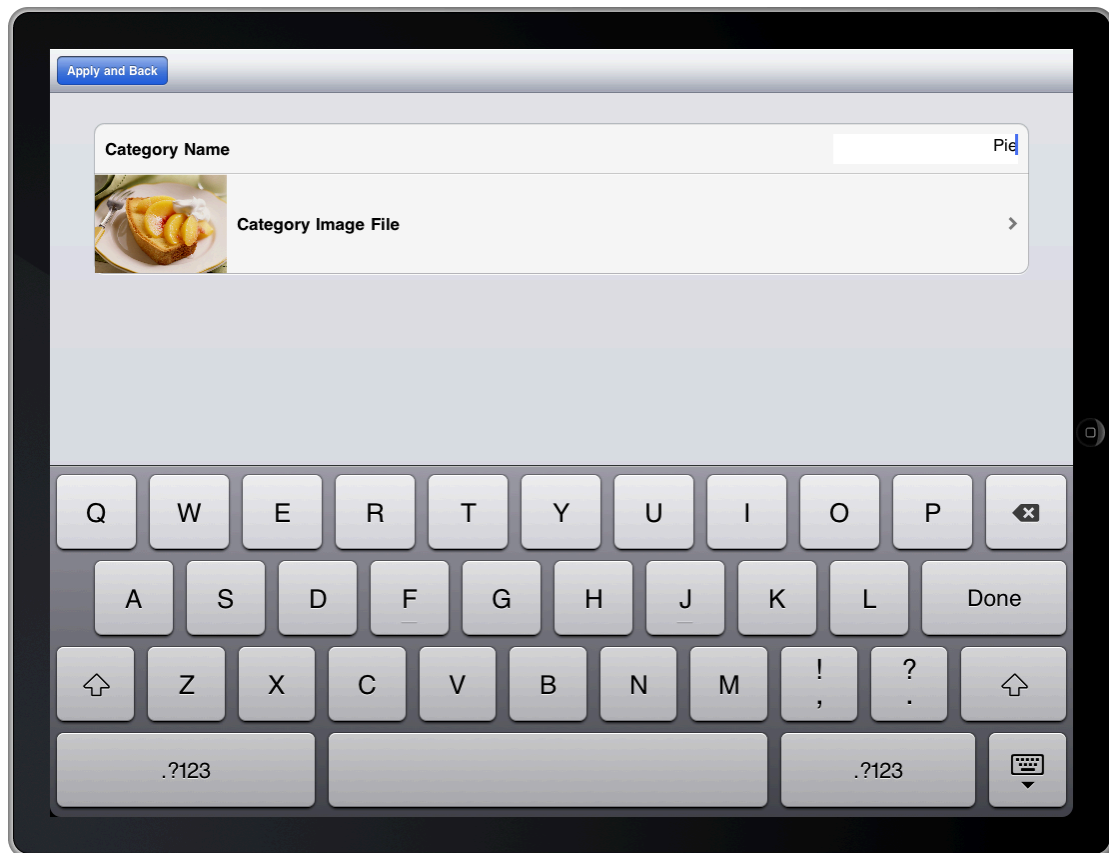 Apply and Back
Category Name Pie
Category Image File
Q W E R T Y U I O P
A S D F G H J K L Done
Z X C V B N M ! , ? .
.?123 .?123